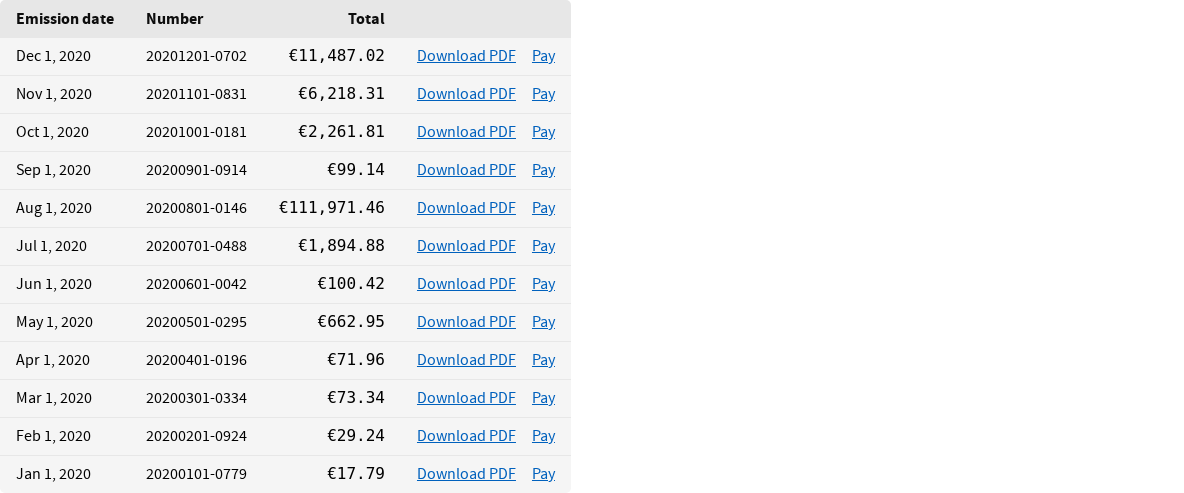 Emission date Number Total
Dec 1, 2020 20201201-0702 €11,487.02 Download PDF Pay
Nov 1, 2020 20201101-0831 €6,218.31 Download PDF Pay
Oct 1, 2020 20201001-0181 €2,261.81 Download PDF Pay
Sep 1, 2020 20200901-0914 €99.14 Download PDF Pay
Aug 1, 2020 20200801-0146 €111,971.46 Download PDF Pay
Jul 1, 2020 20200701-0488 €1,894.88 Download PDF Pay
Jun 1, 2020 20200601-0042 €100.42 Download PDF Pay
May 1, 2020 20200501-0295 €662.95 Download PDF Pay
Apr 1, 2020 20200401-0196 €71.96 Download PDF Pay
Mar 1, 2020 20200301-0334 €73.34 Download PDF Pay
Feb 1, 2020 20200201-0924 €29.24 Download PDF Pay
Jan 1, 2020 20200101-0779 €17.79 Download PDF Pay